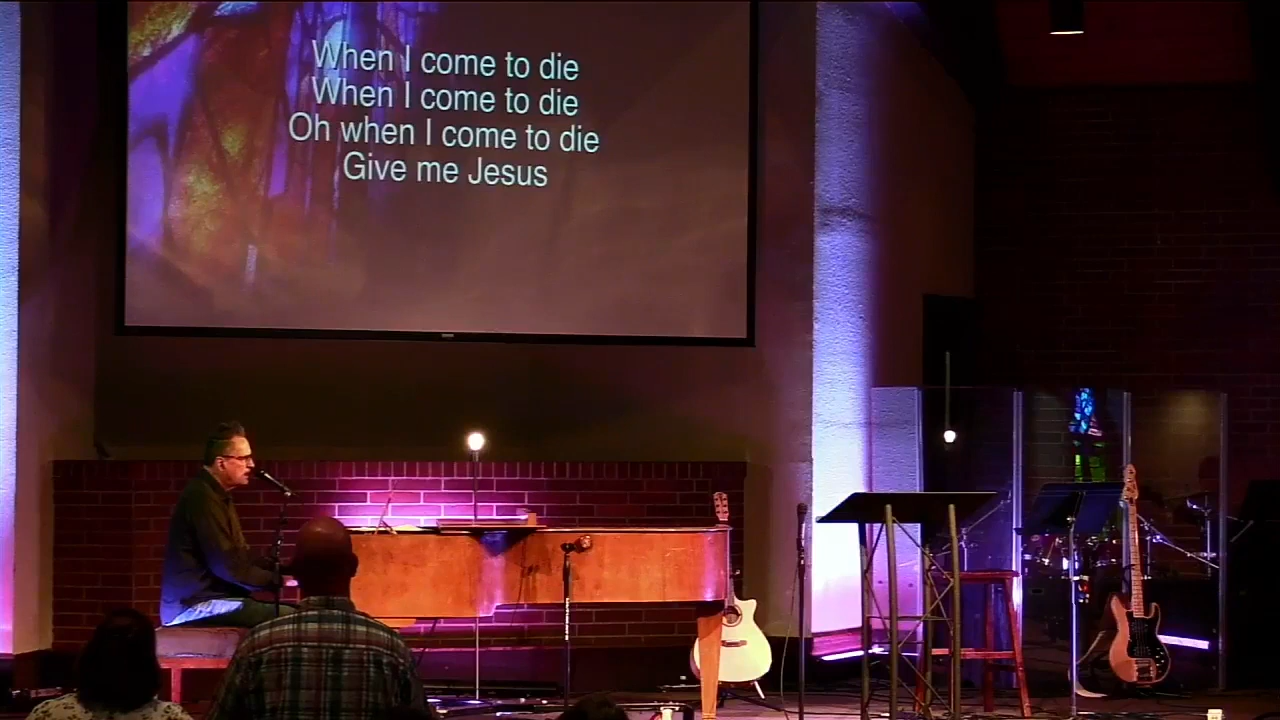 When I come to die
When I come to die
Oh when I come to die
Give me Jesus